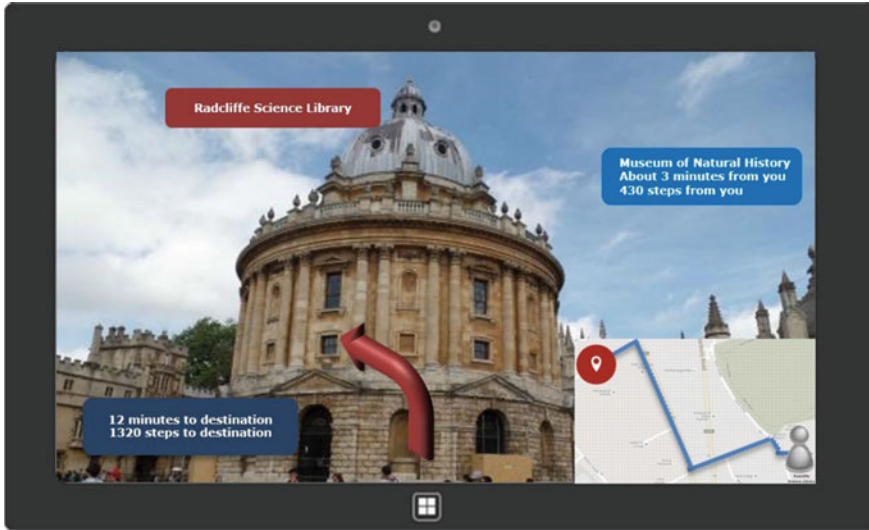 Radcliffe Science Library
Museum of Natural History
About 3 minutes from you
430 steps from you
12 minutes to destination
1320 steps to destination